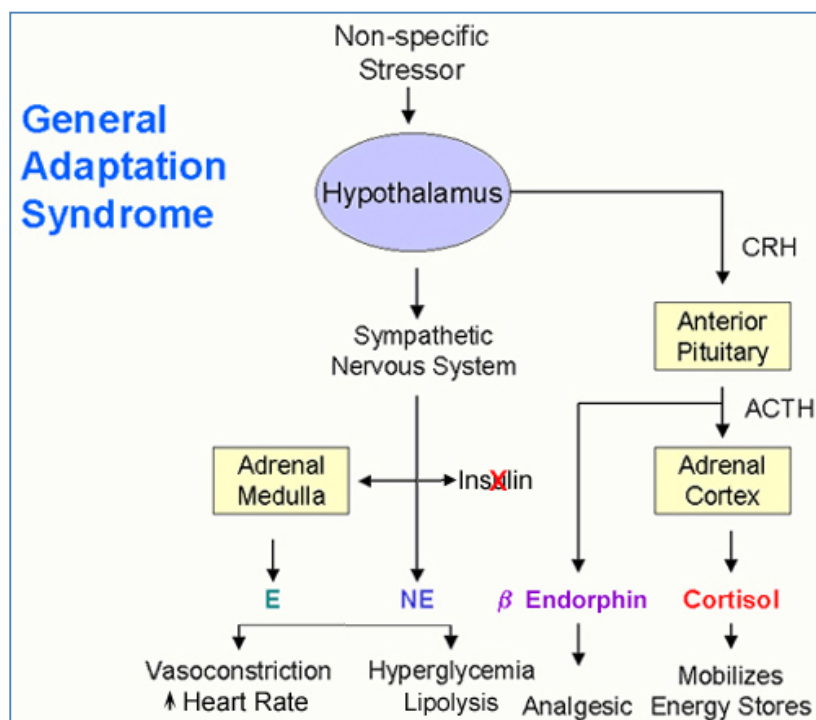 Non-specific
Stressor
General
Adaptation
Syndrome
Hypothalamus
CRH
Sympathetic
Nervous System
Anterior
Pituitary
ACTH
Adrenal
Medulla
Insulin
X
Adrenal
Cortex
E
NE
β Endorphin
Cortisol
Vasoconstriction
Heart Rate
Hyperglycemia
Lipolysis
Analgesic
Mobilizes
Energy Stores